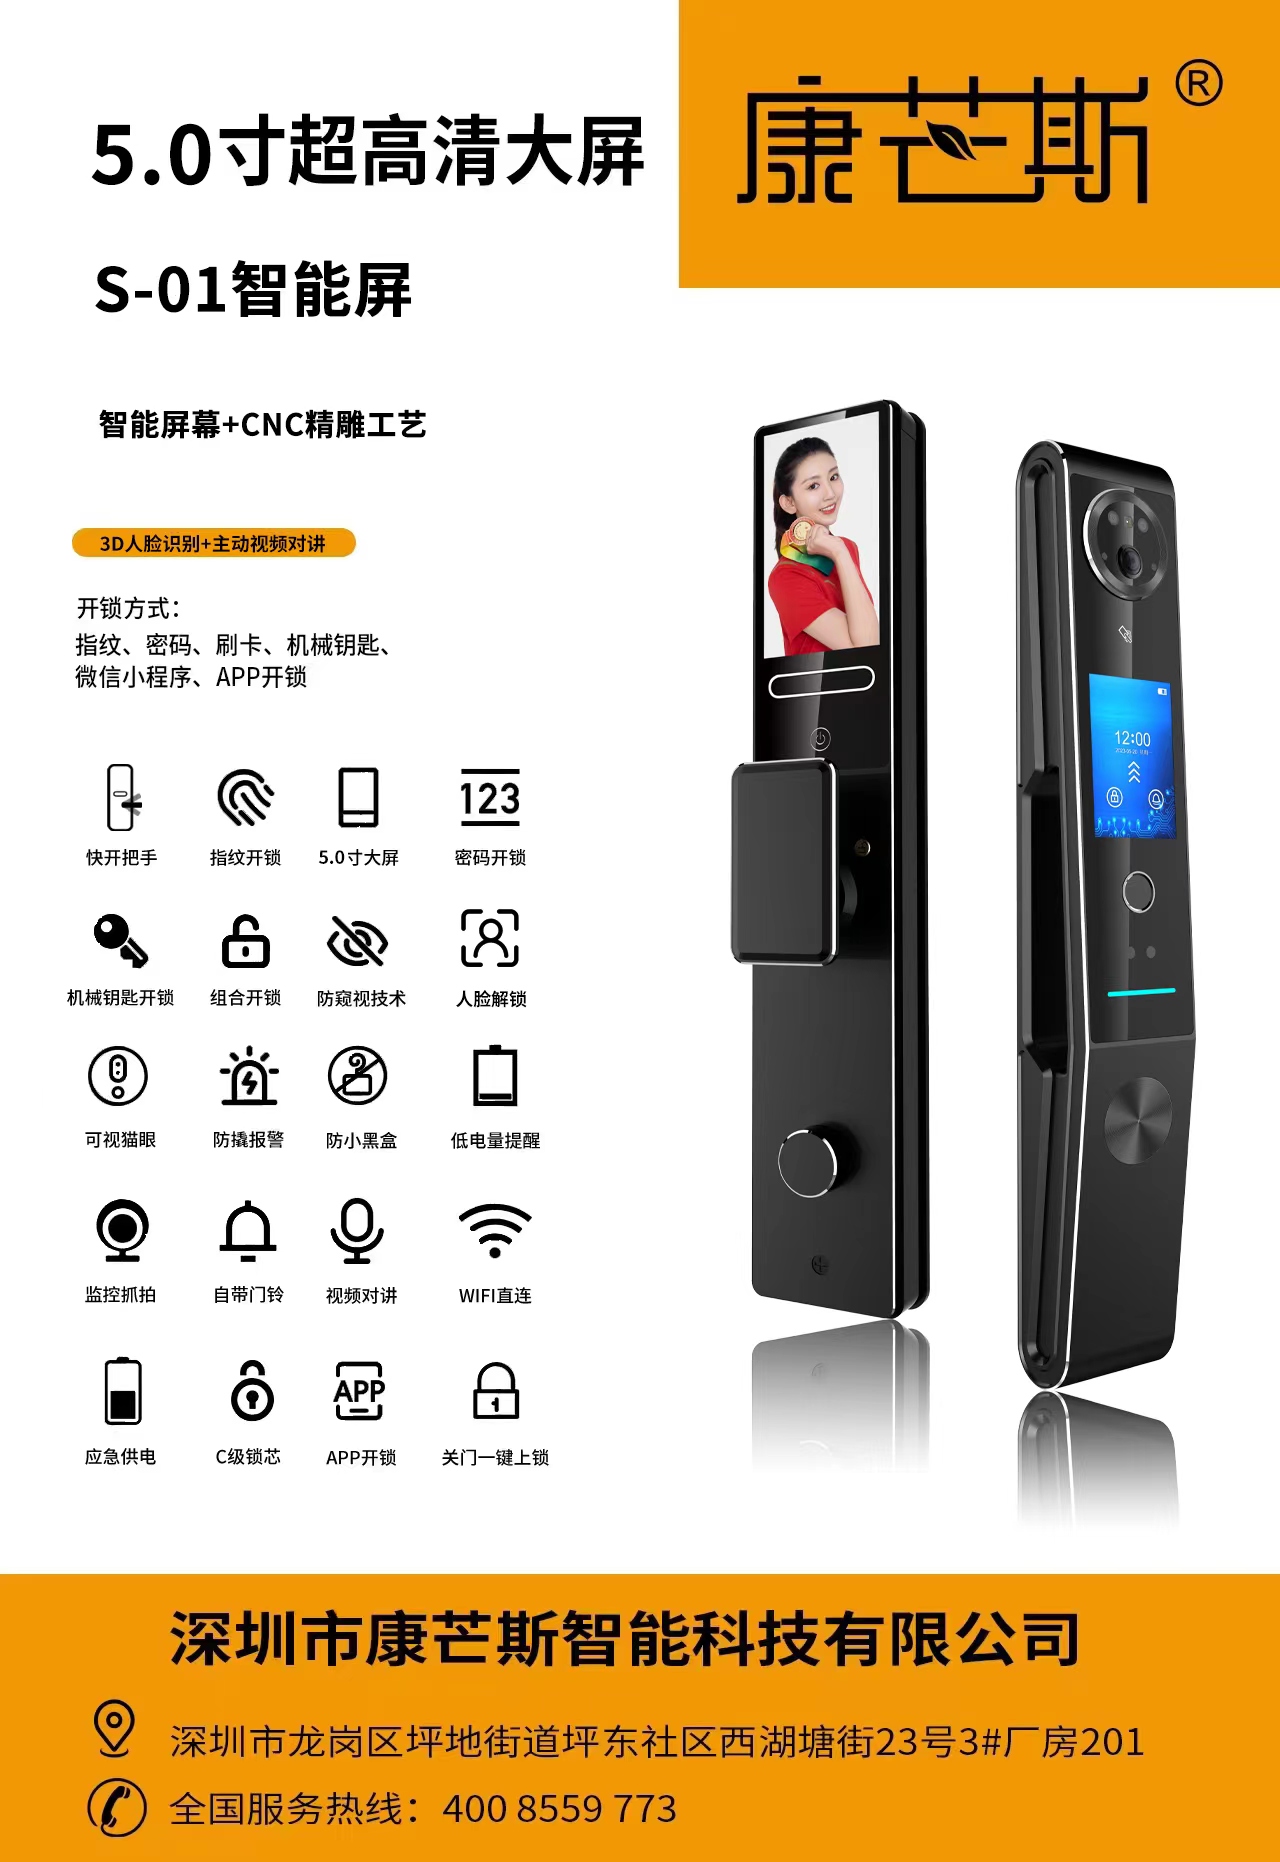 康芒斯®
5.0寸超高清大屏
S-01智能屏
智能屏幕+CNC精雕工艺
3D人脸识别+主动视频对讲
开锁方式：
指纹、密码、刷卡、机械钥匙、
微信小程序、APP开锁
123
快开把手 指纹开锁 5.0寸大屏 密码开锁
机械钥匙开锁 组合开锁 防窥视技术 人脸解锁
可视猫眼 防撬报警 防小黑盒 低电量提醒
监控抓拍 自带门铃 视频对讲 WIFI直连
APP
应急供电 C级锁芯 APP开锁 关门一键上锁
12:00
深圳市康芒斯智能科技有限公司
深圳市龙岗区坪地街道坪东社区西湖塘街23号3#厂房201
全国服务热线：400 8559 773